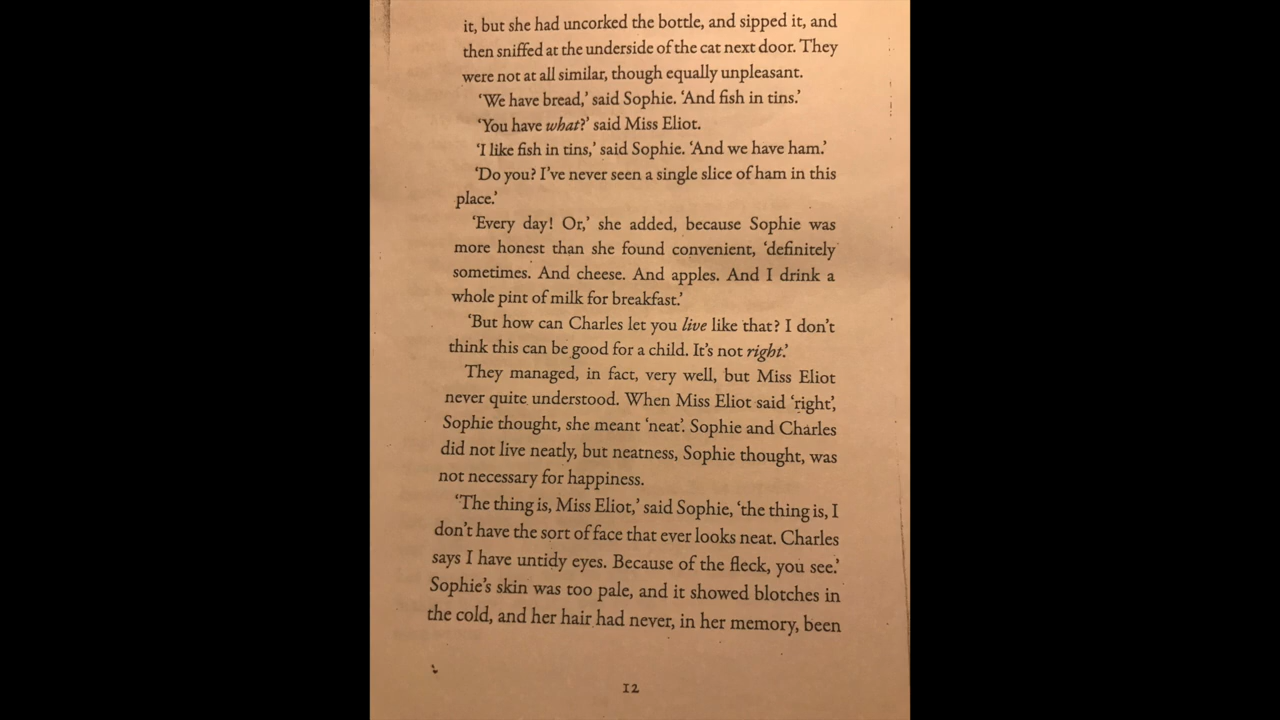 it, but she had uncorked the bottle, and sipped it, and
then sniffed at the underside of the cat next door. They
were not at all similar, though equally unpleasant.
‘We have bread,’ said Sophie. ‘And fish in tins.’
‘You have what?’ said Miss Eliot.
‘I like fish in tins,’ said Sophie. ‘And we have ham.’
‘Do you? I’ve never seen a single slice of ham in this
place.’
‘Every day! Or,’ she added, because Sophie was
more honest than she found convenient, ‘definitely
sometimes. And cheese. And apples. And I drink a
whole pint of milk for breakfast.’
‘But how can Charles let you live like that? I don’t
think this can be good for a child. It’s not right.’
They managed, in fact, very well, but Miss Eliot
never quite understood. When Miss Eliot said ‘right’,
Sophie thought, she meant ‘neat’. Sophie and Charles
did not live neatly, but neatness, Sophie thought, was
not necessary for happiness.
‘The thing is, Miss Eliot,’ said Sophie, ‘the thing is, I
don’t have the sort of face that ever looks neat. Charles
says I have untidy eyes. Because of the fleck, you see.’
Sophie’s skin was too pale, and it showed blotches in
the cold, and her hair had never, in her memory, been
12